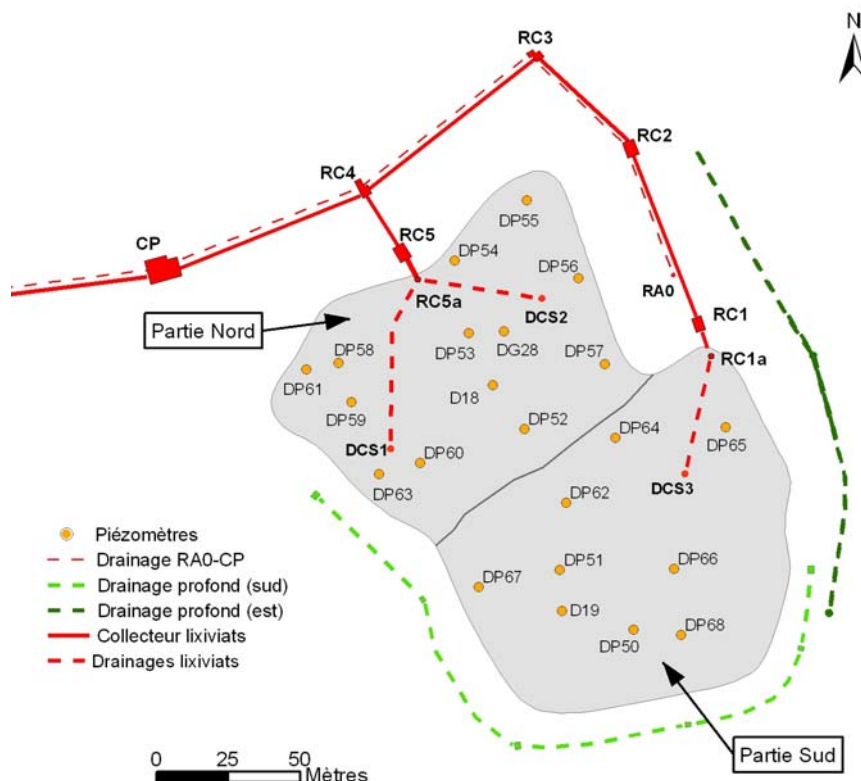 N
RC3
RC2
RC4
DP55
CP
RC5
DP54
DP56
RA0
RC5a
DCS2
RC1
Partie Nord
DP53
DG28
DP58
DP57
RC1a
DP61
D18
DP59
DP52
DP64
DP65
DCS1
DP60
DP63
DCS3
DP62
Piézomètres
Drainage RA0-CP
Drainage profond (sud)
Drainage profond (est)
Collecteur lixiviats
Drainages lixiviats
DP51
DP66
DP67
D19
DP50
DP68
Partie Sud
0 25 50
Mètres